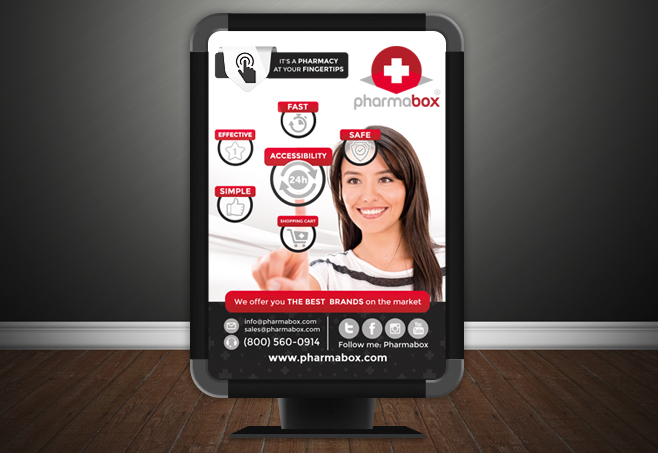 IT'S A PHARMACY
AT YOUR FINGERTIPS
pharmabox®
FAST
EFFECTIVE
1
SAFE
ACCESSIBILITY
24h
SIMPLE
SHOPPING CART
We offer you THE BEST BRANDS on the market
info@pharmabox.com
sales@pharmabox.com
(800) 560-0914
Follow me: Pharmabox
www.pharmabox.com